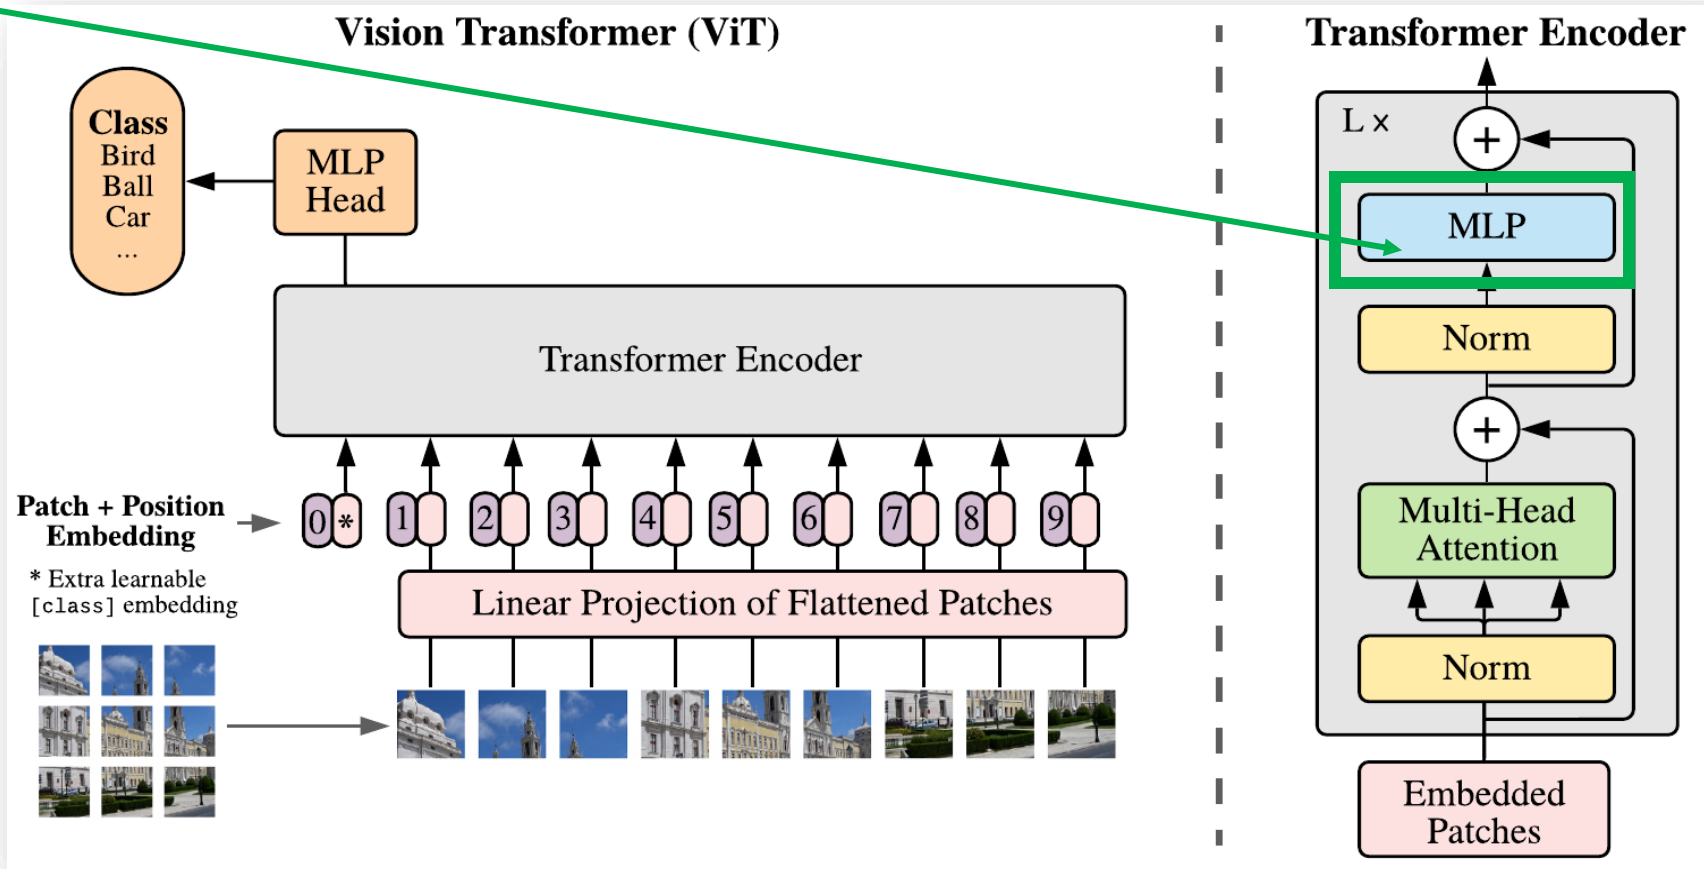 Vision Transformer (ViT)
Class
Bird
Ball
Car
...
MLP
Head
Transformer Encoder
Patch + Position
Embedding
* Extra learnable
[class] embedding
0 * 1 2 3 4 5 6 7 8 9
Linear Projection of Flattened Patches
Transformer Encoder
L x
+
MLP
Norm
+
Multi-Head
Attention
Norm
Embedded
Patches